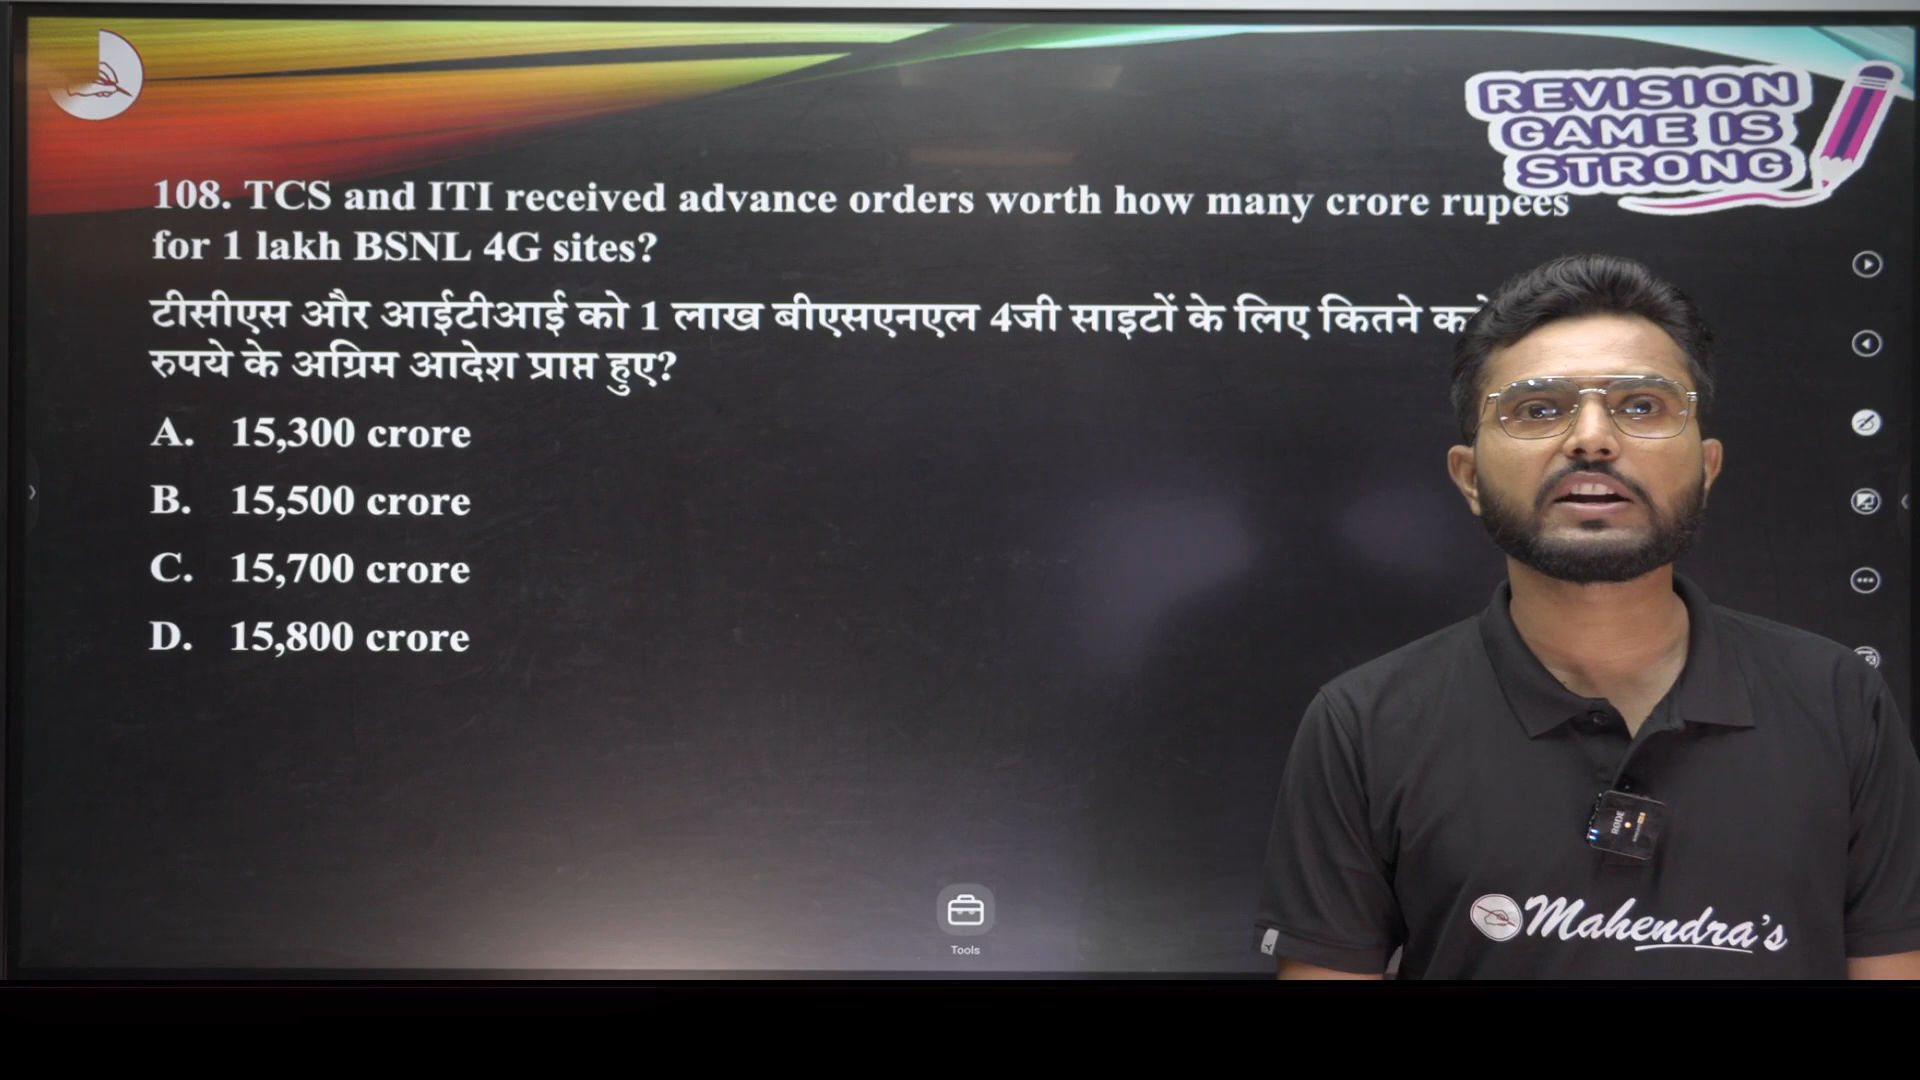 REVISION
GAME IS
STRONG
108. TCS and ITI received advance orders worth how many crore rupees
for 1 lakh BSNL 4G sites?
टीसीएस और आईटीआई को 1 लाख बीएसएनएल 4जी साइटों के लिए कितने
रुपये के अग्रिम आदेश प्राप्त हुए?
A. 15,300 crore
B. 15,500 crore
C. 15,700 crore
D. 15,800 crore
RODE
Mahendra's
Tools